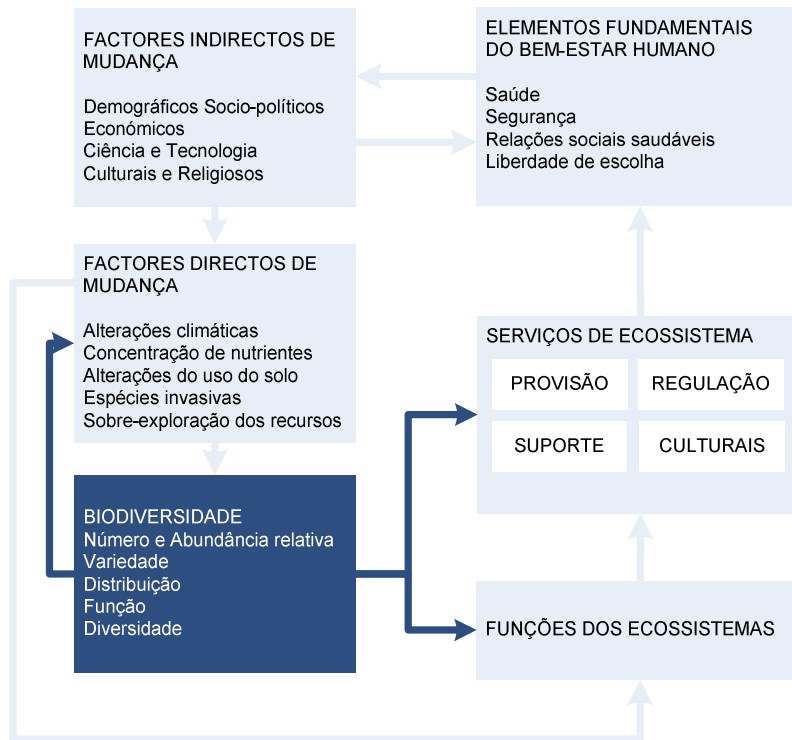 FACTORES INDIRECTOS DE
MUDANÇA
Demográficos Socio-políticos
Económicos
Ciência e Tecnologia
Culturais e Religiosos
ELEMENTOS FUNDAMENTAIS
DO BEM-ESTAR HUMANO
Saúde
Segurança
Relações sociais saudáveis
Liberdade de escolha
FACTORES DIRECTOS DE
MUDANÇA
Alterações climáticas
Concentração de nutrientes
Alterações do uso do solo
Espécies invasivas
Sobre-exploração dos recursos
SERVIÇOS DE ECOSSISTEMA
PROVISÃO
REGULAÇÃO
SUPORTE
CULTURAIS
BIODIVERSIDADE
Número e Abundância relativa
Variedade
Distribuição
Função
Diversidade
FUNÇÕES DOS ECOSSISTEMAS